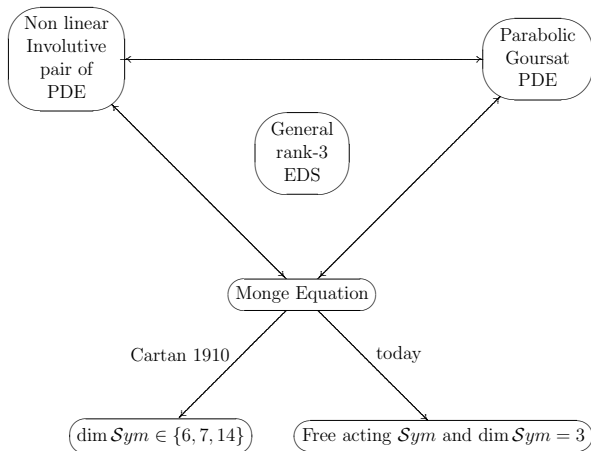 Non linear
Involutive
pair of
PDE
Parabolic
Goursat
PDE
General
rank-3
EDS
Monge Equation
Cartan 1910
today
dim 𝒮ym ∈ {6, 7, 14}
Free acting 𝒮ym and dim 𝒮ym = 3